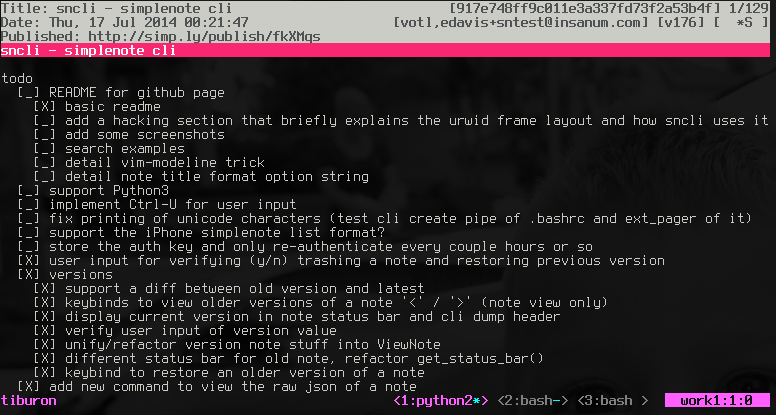 Title: sncli - simplenote cli [917e748ff9c011e3a337fd73f2a53b4f] 1/129
Date: Thu, 17 Jul 2014 00:21:47 [votl,edavis+sntest@insanum.com] [v176] [ *S ]
Published: http://simp.ly/publish/fkXMqs
sncli - simplenote cli
todo
[_] README for github page
[X] basic readme
[_] add a hacking section that briefly explains the urwid frame layout and how sncli uses it
[_] add some screenshots
[_] search examples
[_] detail vim-modeline trick
[_] detail note title format option string
[_] support Python3
[_] implement Ctrl-U for user input
[_] fix printing of unicode characters (test cli create pipe of .bashrc and ext_pager of it)
[_] support the iPhone simplenote list format?
[_] store the auth key and only re-authenticate every couple hours or so
[X] user input for verifying (y/n) trashing a note and restoring previous version
[X] versions
[X] support a diff between old version and latest
[X] keybinds to view older versions of a note '<' / '>' (note view only)
[X] display current version in note status bar and cli dump header
[X] verify user input of version value
[X] unify/refactor version note stuff into ViewNote
[X] different status bar for old note, refactor get_status_bar()
[X] keybind to restore an older version of a note
[X] add new command to view the raw json of a note
tiburon <1:python2*> <2:bash-> <3:bash > work1:1:0